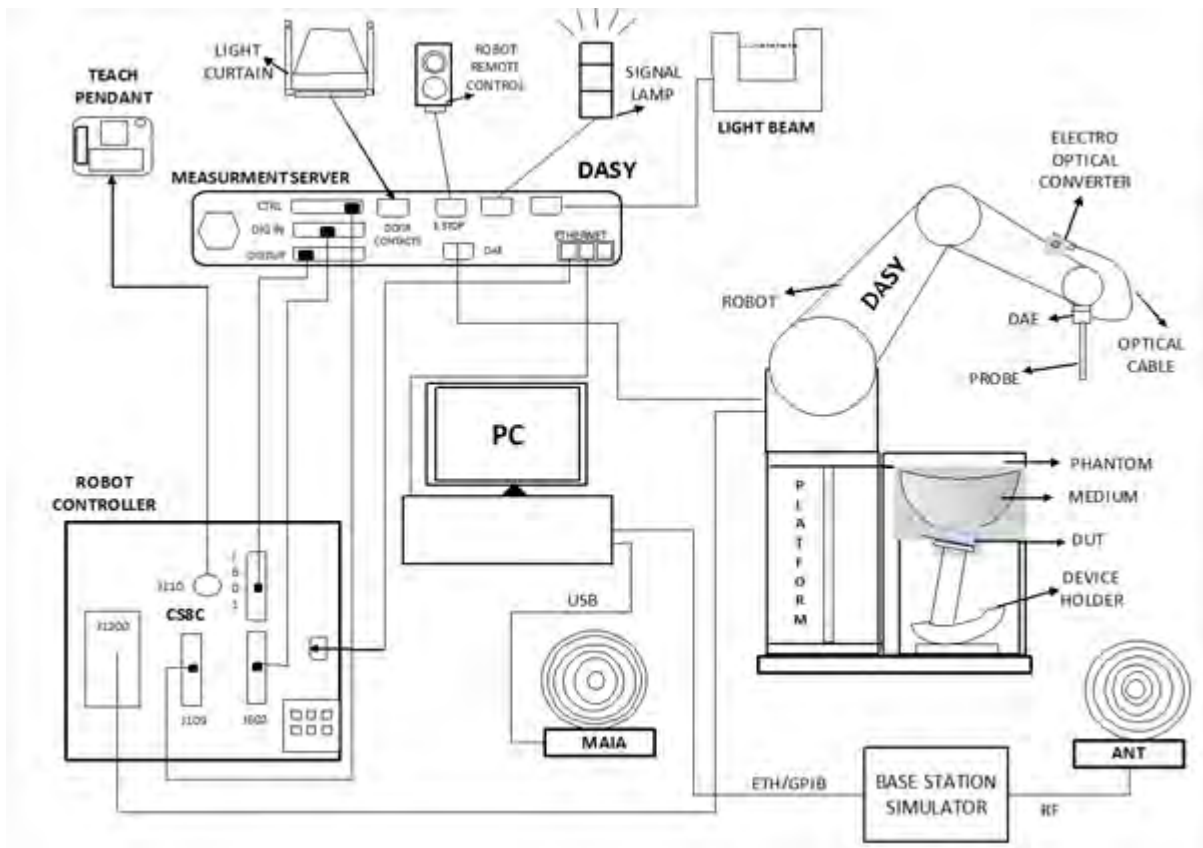 LIGHT
CURTAIN
ROBOT
REMOTE
CONTROL
SIGNAL
LAMP
LIGHT BEAM
TEACH
PENDANT
MEASURMENT SERVER
DASY
CTRL
DIG IN
DOOR
CONTACTS
E STOP
DAE
ETHERNET
ELECTRO
OPTICAL
CONVERTER
ROBOT
DASY
DAE
OPTICAL
CABLE
PROBE
PC
PLATFORM
PHANTOM
MEDIUM
DUT
DEVICE
HOLDER
ROBOT
CONTROLLER
J1200
CS8C
J109
J602
USB
MAIA
ETH/GPIB
BASE STATION
SIMULATOR
RF
ANT